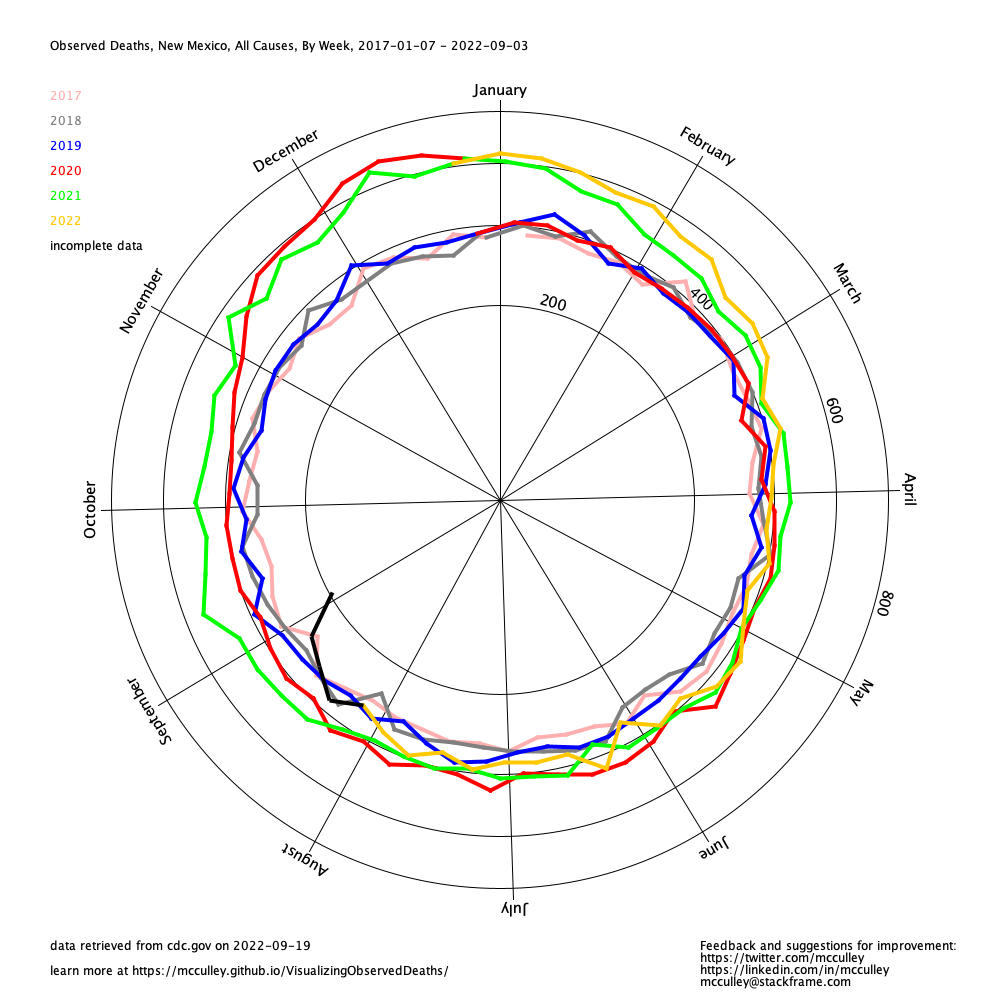 Observed Deaths, New Mexico, All Causes, By Week, 2017-01-07 - 2022-09-03
January
2017
2018
2019
2020
2021
2022
incomplete data
February
December
March
November
200
400
600
April
October
800
May
September
June
August
July
data retrieved from cdc.gov on 2022-09-19
learn more at https://mcculley.github.io/VisualizingObservedDeaths/
Feedback and suggestions for improvement:
https://twitter.com/mcculley
https://linkedin.com/in/mcculley
mcculley@stackframe.com